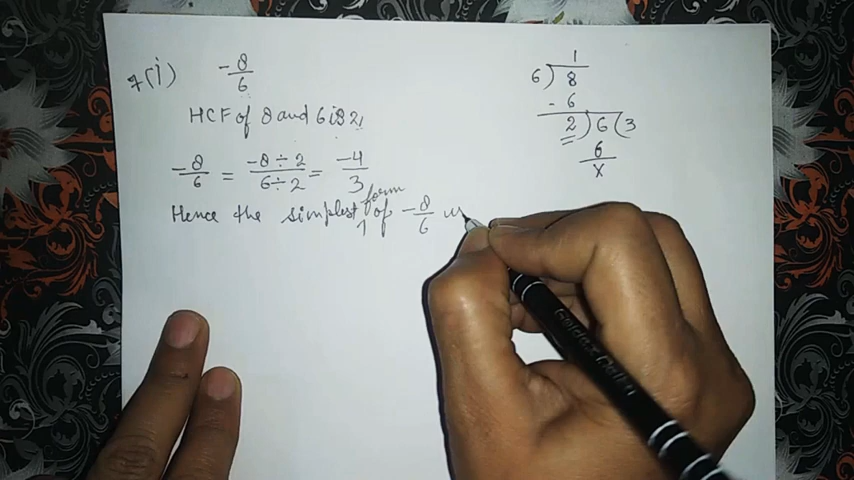 7(i) -8/6
HCF of 8 and 6 is 2,
-8/6 = -8÷2/6÷2 = -4/3
Hence the simplest form of -8/6
1
6)8
-6
2)6(3
6
x